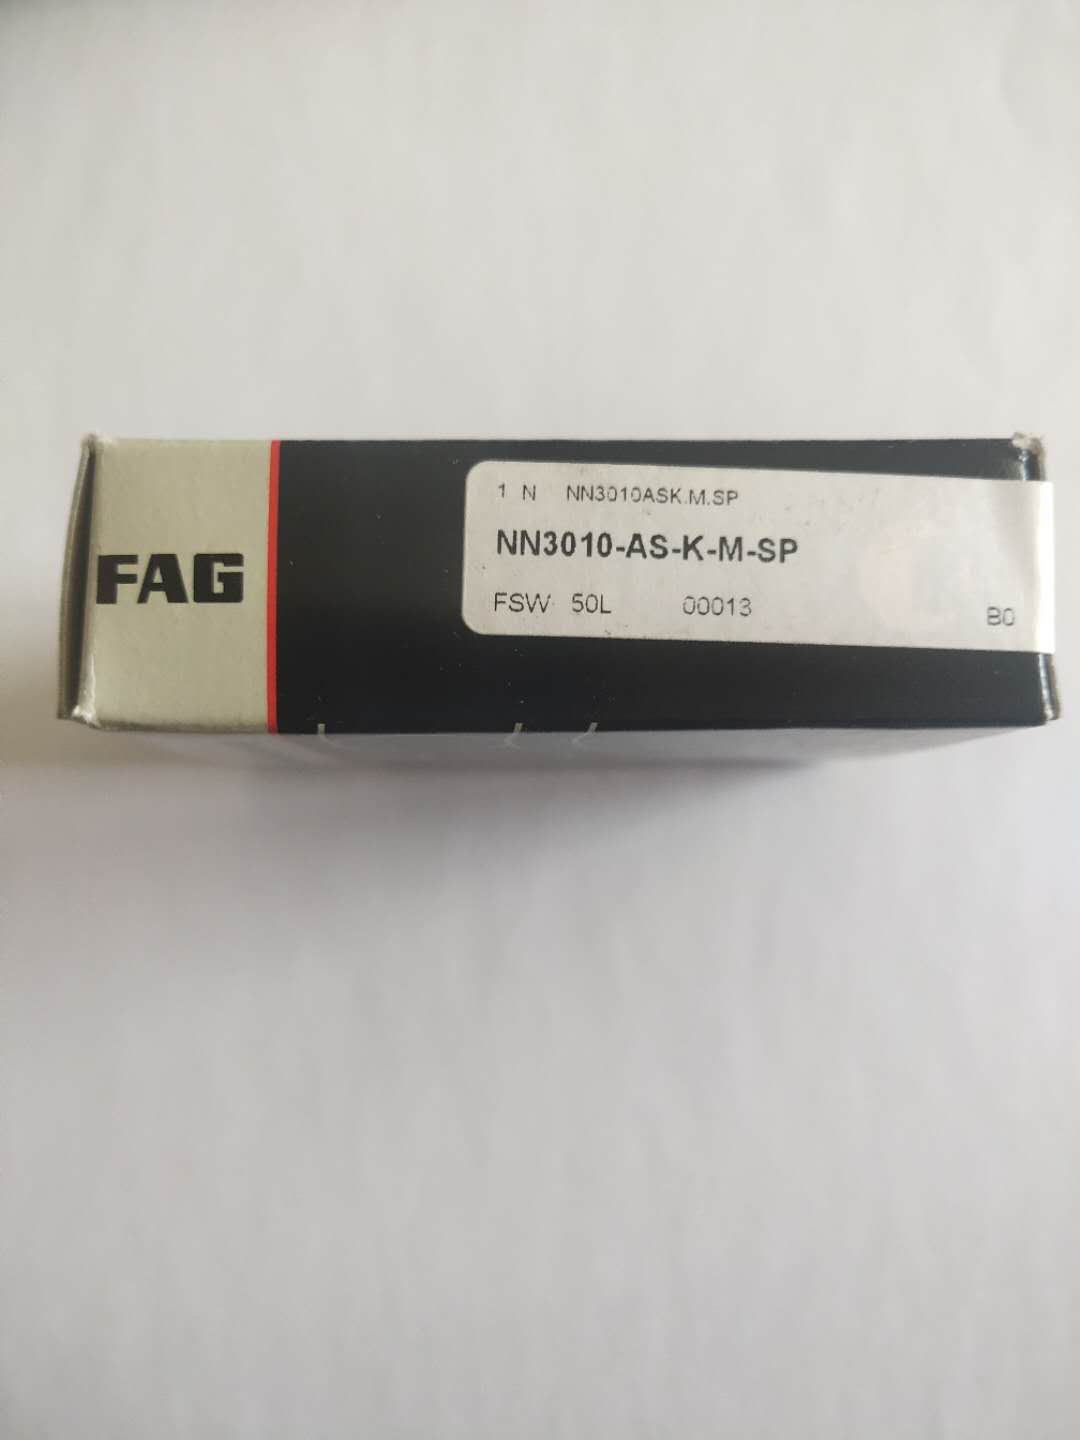 FAG
1 N NN3010ASK.M.SP
NN3010-AS-K-M-SP
FSW 50L 00013
B0